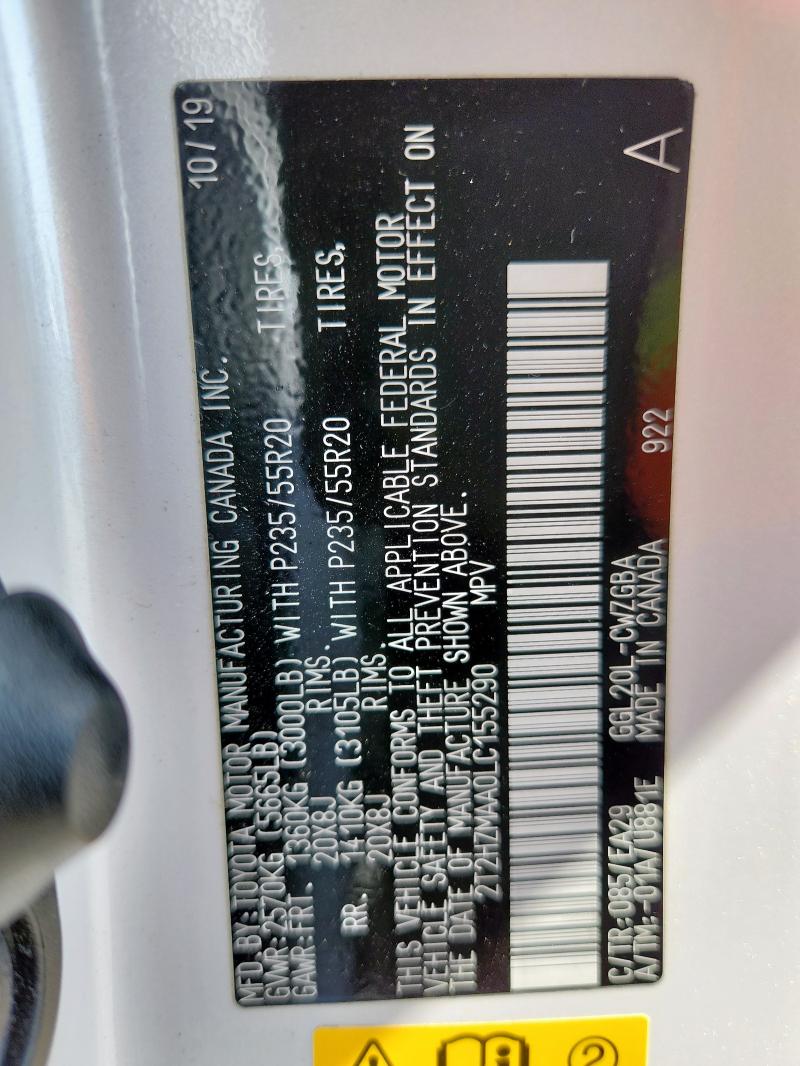 MFD.BY:TOYOTA MOTOR MANUFACTURING CANADA INC. 10/19
GVWR:2570KG (5665LB)
GAWR:FRT. 1360KG (3000LB) WITH P235/55R20 TIRES,
20X8J RIMS.
RR. 1410KG (3105LB) WITH P235/55R20 TIRES,
20X8J RIMS.
THIS VEHICLE CONFORMS TO ALL APPLICABLE FEDERAL MOTOR
VEHICLE SAFETY AND THEFT PREVENTION STANDARDS IN EFFECT ON
THE DATE OF MANUFACTURE SHOWN ABOVE.
2T2HZMAA0LC155290 MPV
C/TR:085/EA29 GGL20L-CWZGBA
A/TM:-01A/U881E MADE IN CANADA 922 A
2